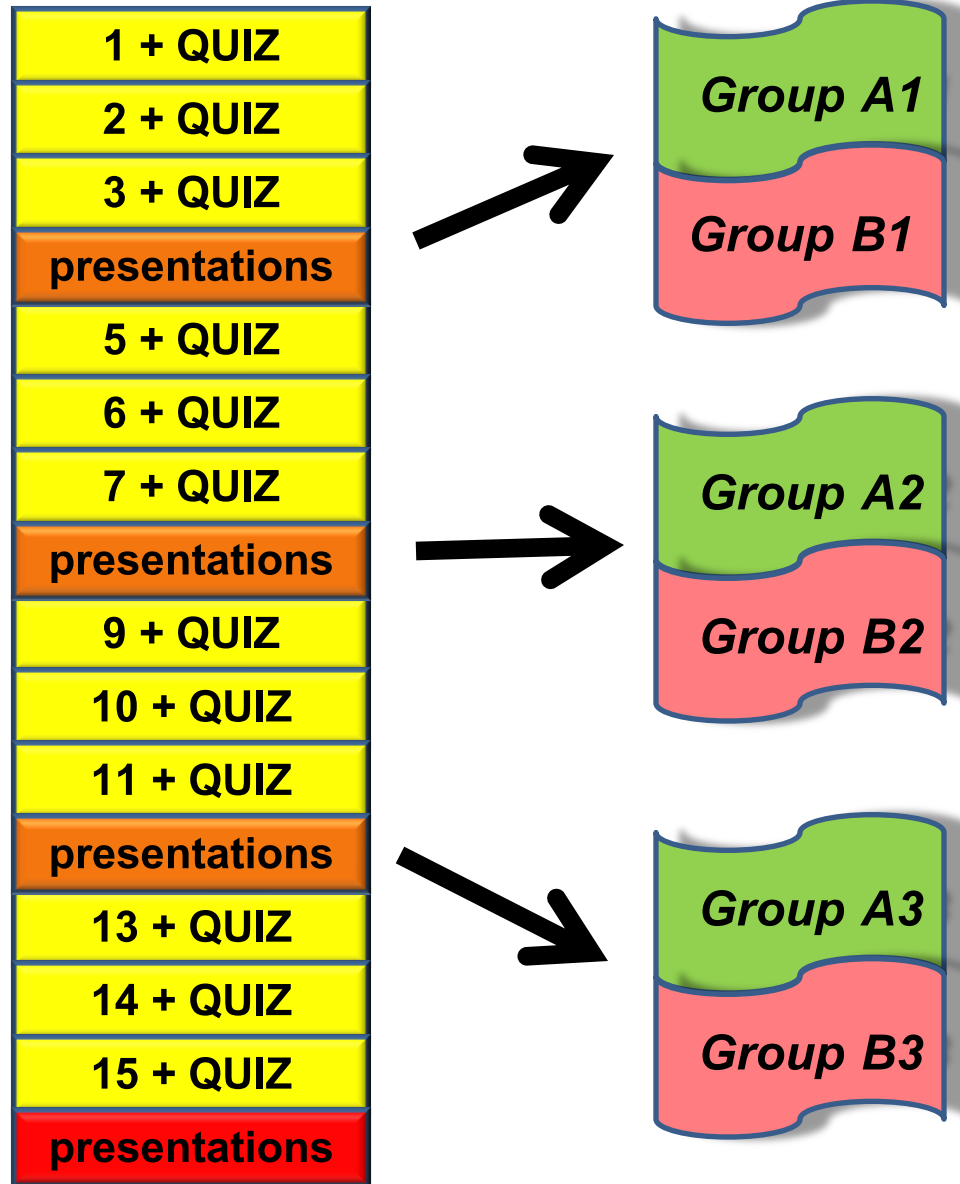 1 + QUIZ
2 + QUIZ
3 + QUIZ
presentations
5 + QUIZ
6 + QUIZ
7 + QUIZ
presentations
9 + QUIZ
10 + QUIZ
11 + QUIZ
presentations
13 + QUIZ
14 + QUIZ
15 + QUIZ
presentations
Group A1
Group B1
Group A2
Group B2
Group A3
Group B3